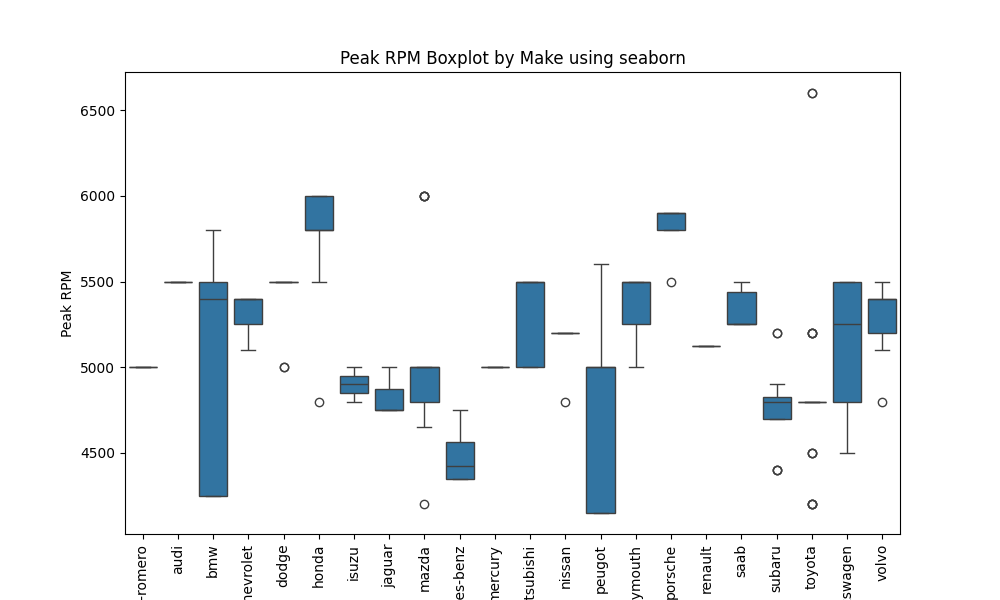 Peak RPM Boxplot by Make using seaborn
Peak RPM
6500
6000
5500
5000
4500
-romero
audi
bmw
hevrolet
dodge
honda
isuzu
jaguar
mazda
es-benz
mercury
tsubishi
nissan
peugot
ymouth
porsche
renault
saab
subaru
toyota
swagen
volvo